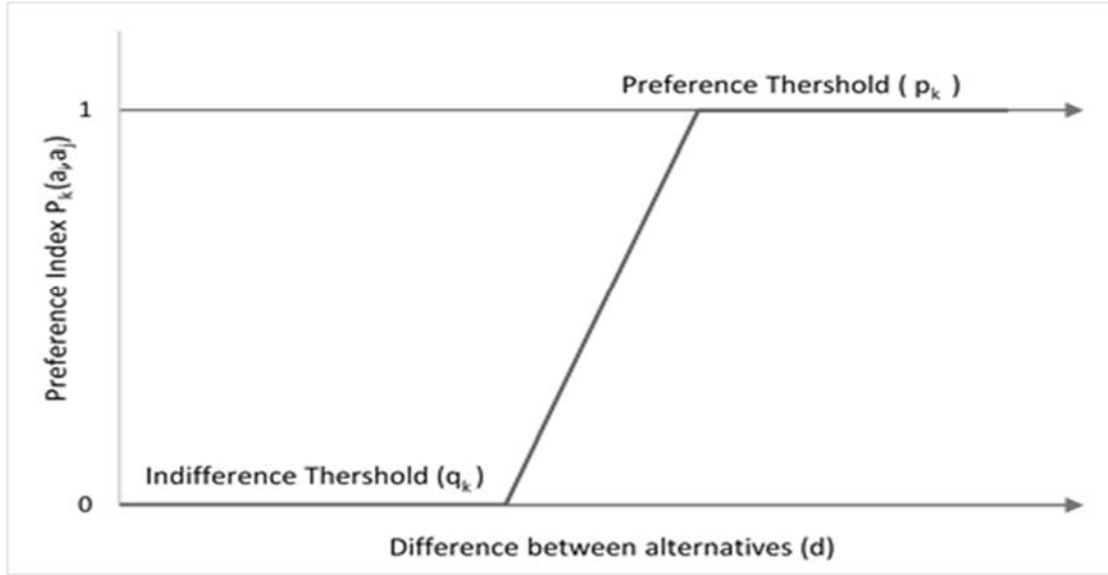 Preference Thershold ( pk )
1
Preference Index Pk(ai,aj)
Indifference Thershold (qk)
0
Difference between alternatives (d)